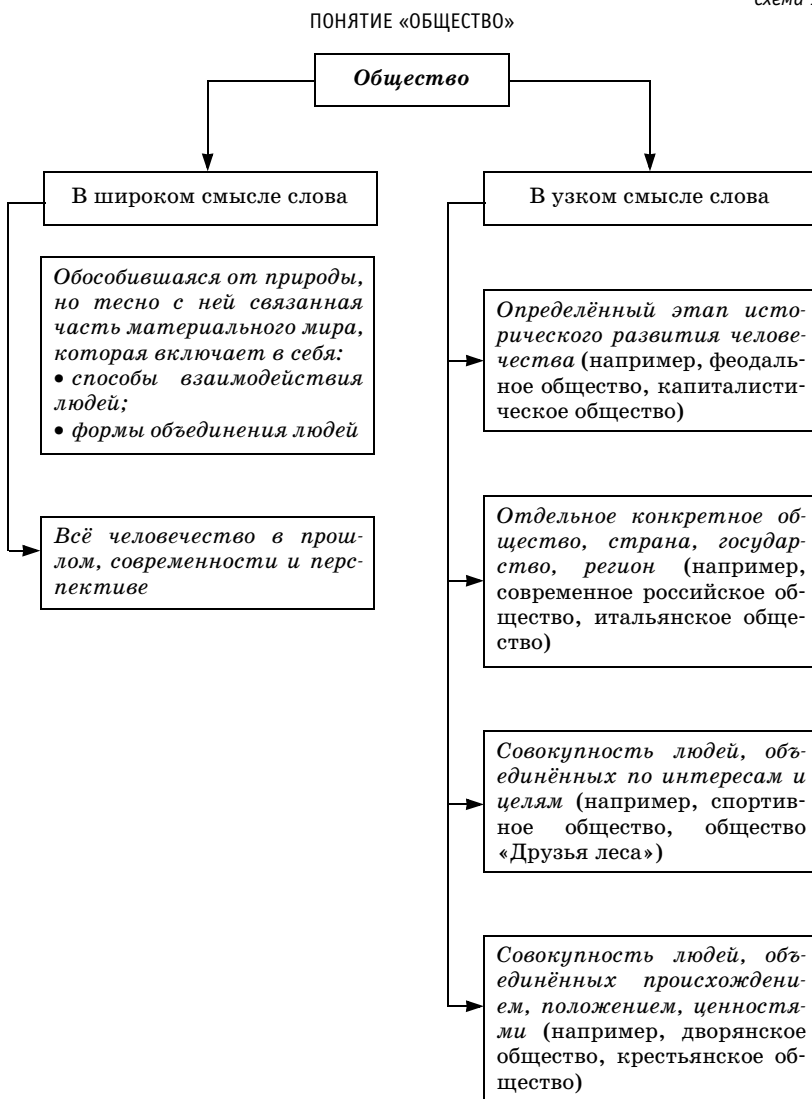 ПОНЯТИЕ «ОБЩЕСТВО»
Общество
В широком смысле слова
Обособившаяся от природы,
но тесно с ней связанная
часть материального мира,
которая включает в себя:
• способы взаимодействия
людей;
• формы объединения людей
Всё человечество в прош-
лом, современности и перс-
пективе
В узком смысле слова
Определённый этап исто-
рического развития челове-
чества (например, феодаль-
ное общество, капиталисти-
ческое общество)
Отдельное конкретное об-
щество, страна, государ-
ство, регион (например,
современное российское об-
щество, итальянское обще-
ство)
Совокупность людей, объ-
единённых по интересам и
целям (например, спортив-
ное общество, общество
«Друзья леса»)
Совокупность людей, объ-
единённых происхождени-
ем, положением, ценностя-
ми (например, дворянское
общество, крестьянское об-
щество)